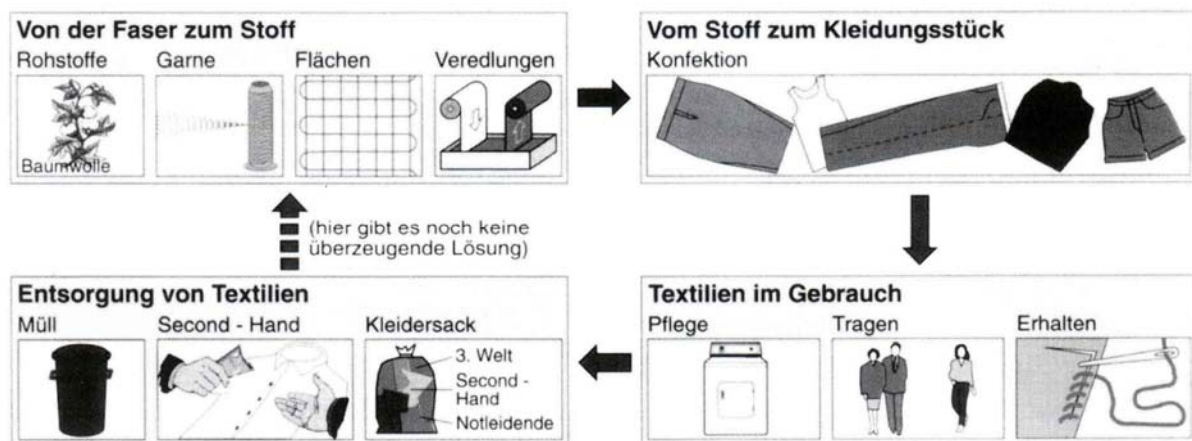 Von der Faser zum Stoff
Rohstoffe Garne Flächen Veredlungen
Baumwolle
Vom Stoff zum Kleidungsstück
Konfektion
(hier gibt es noch keine
überzeugende Lösung)
Entsorgung von Textilien
Müll Second - Hand Kleidersack
3. Welt
Second -
Hand
Notleidende
Textilien im Gebrauch
Pflege Tragen Erhalten